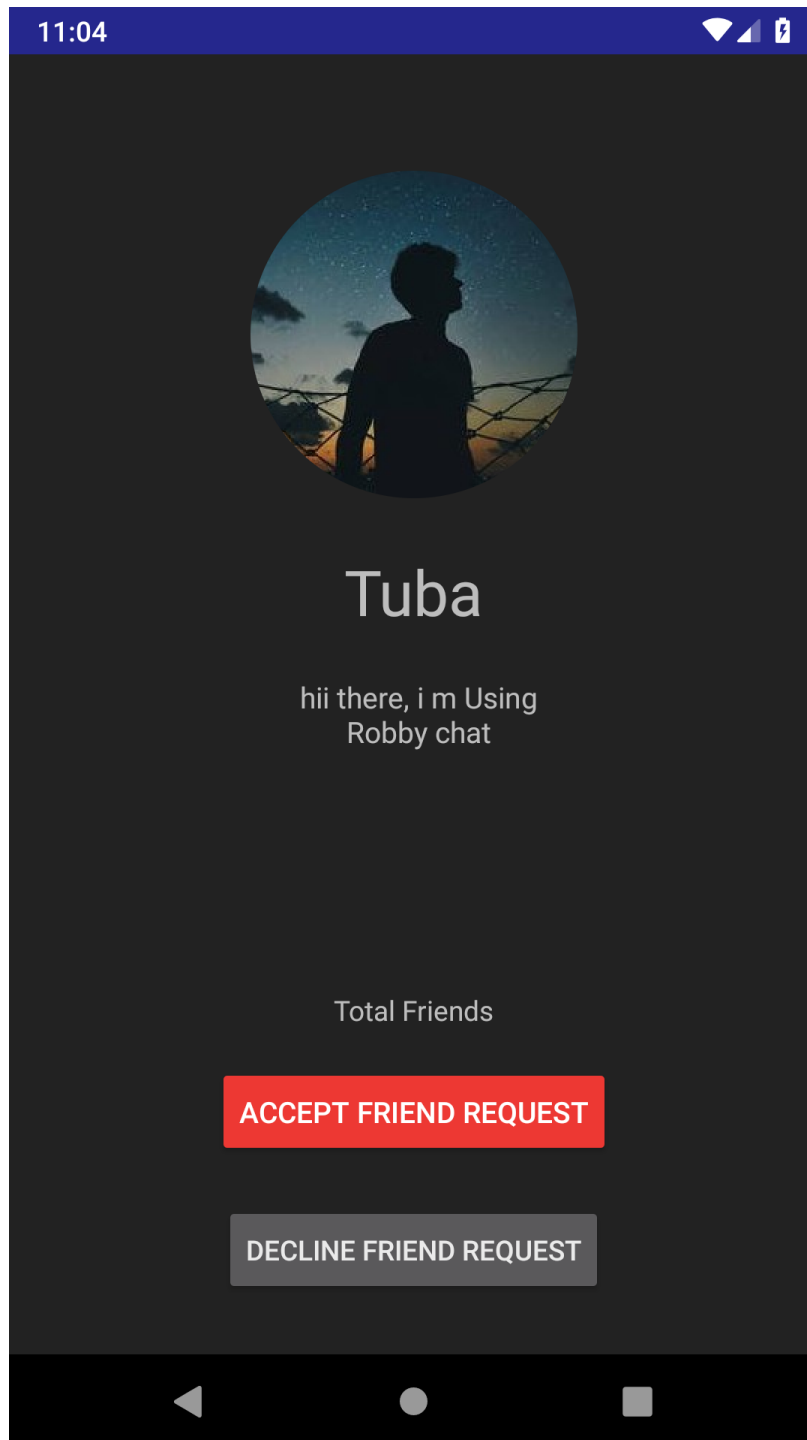 11:04
Tuba
hii there, i m Using
Robby chat
Total Friends
ACCEPT FRIEND REQUEST
DECLINE FRIEND REQUEST